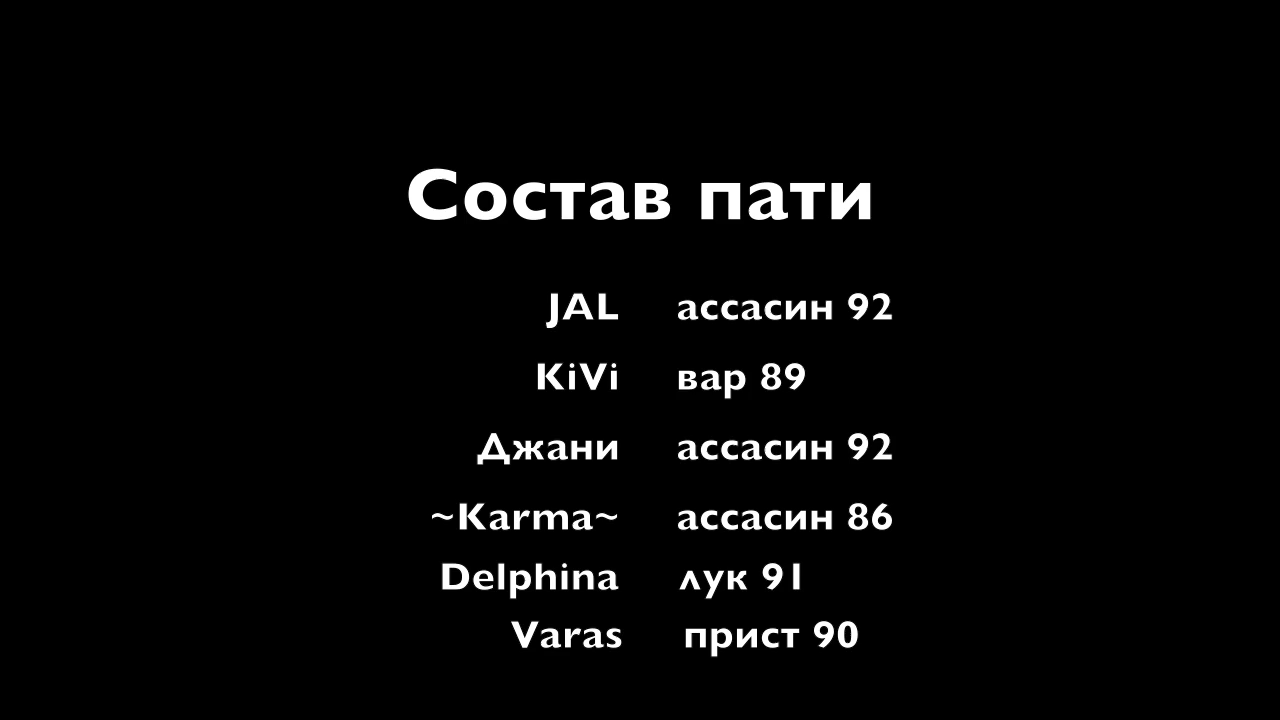 Состав пати
JAL ассасин 92
KiVi вар 89
Джани ассасин 92
~Karma~ ассасин 86
Delphina лук 91
Varas прист 90